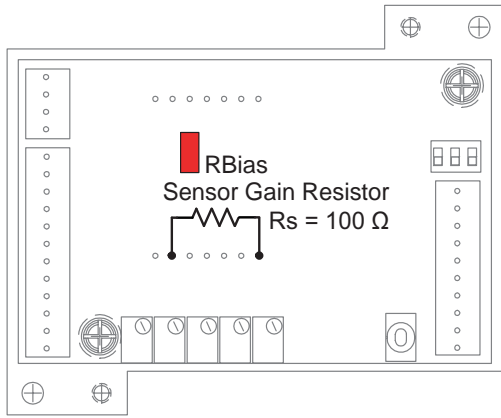 RBias
Sensor Gain Resistor
Rs = 100 Ω